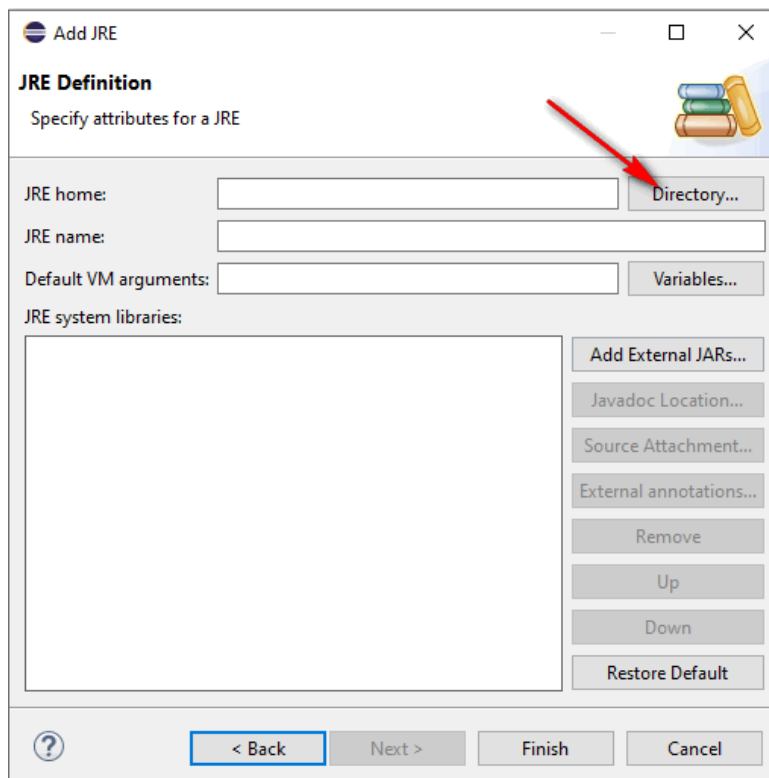 Add JRE
JRE Definition
Specify attributes for a JRE
JRE home:
Directory...
JRE name:
Default VM arguments:
Variables...
JRE system libraries:
Add External JARs...
Javadoc Location...
Source Attachment...
External annotations...
Remove
Up
Down
Restore Default
? < Back Next > Finish Cancel